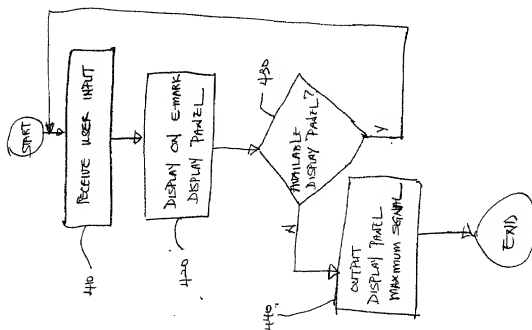 START
RECEIVE USER INPUT
410
DISPLAY ON E-MARK
DISPLAY PANEL
420
AVAILABLE
DISPLAY PANEL?
430
Y
N
OUTPUT
DISPLAY PANEL
MAXIMUM SIGNAL
440
END